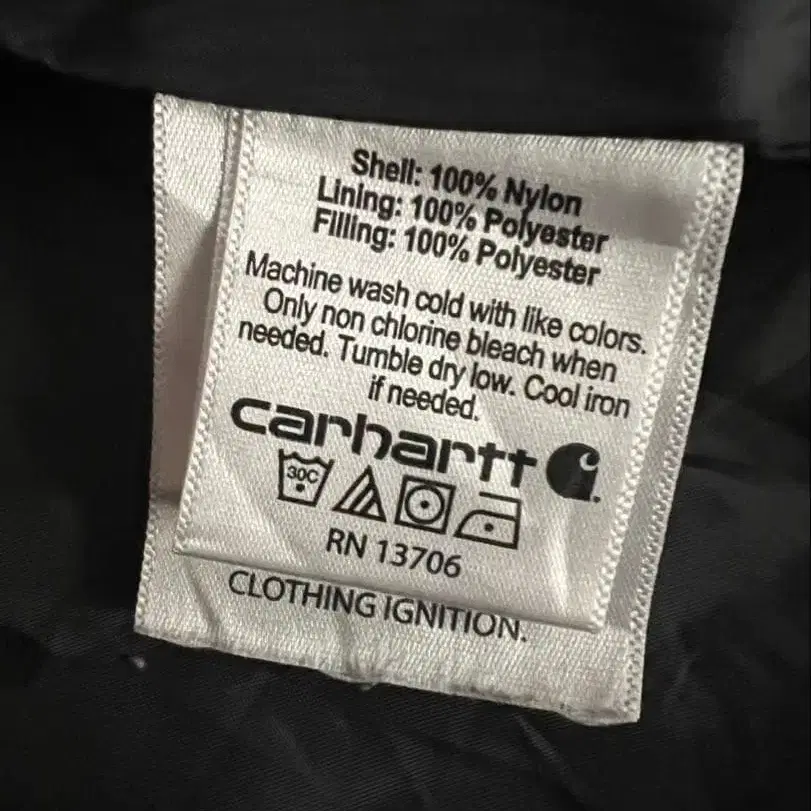 Shell: 100% Nylon
Lining: 100% Polyester
Filling: 100% Polyester
Machine wash cold with like colors.
Only non chlorine bleach when
needed. Tumble dry low. Cool iron
if needed.
carhartt
30C
RN 13706
CLOTHING IGNITION.